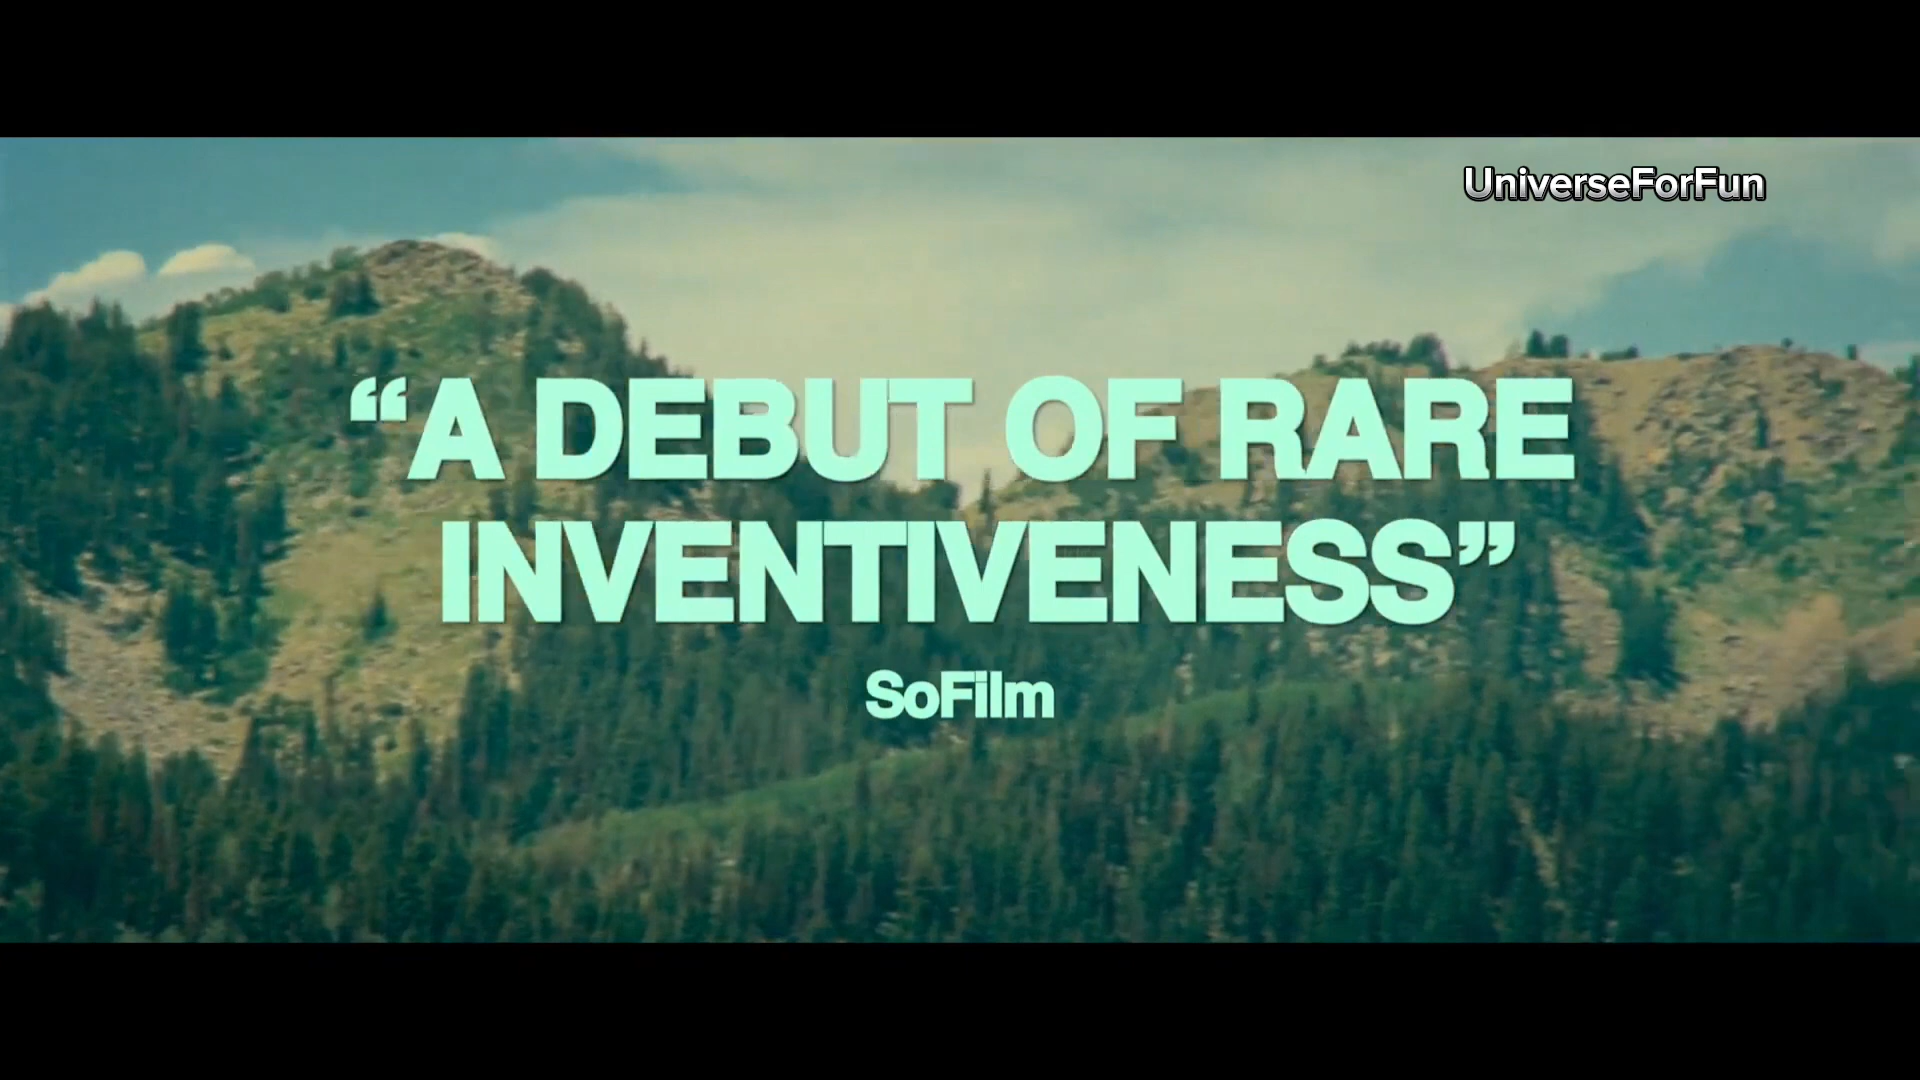 UniverseForFun
“A DEBUT OF RARE
INVENTIVENESS”
SoFilm